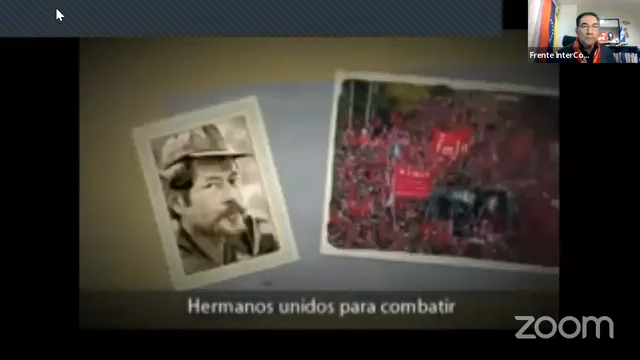 Frente InterCo...
fmln
Hermanos unidos para combatir
zoom